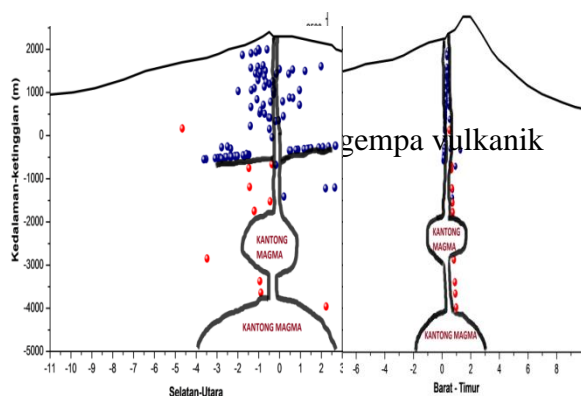 2000
1000
0
-1000
-2000
-3000
-4000
-5000
Kedalaman-ketinggian (m)
gempa vulkanik
KANTONG
MAGMA
KANTONG MAGMA
-11 -10 -9 -8 -7 -6 -5 -4 -3 -2 -1 0 1 2
Selatan-Utara
KANTONG
MAGMA
KANTONG MAGMA
-6 -4 -2 0 2 4 6 8
Barat - Timur